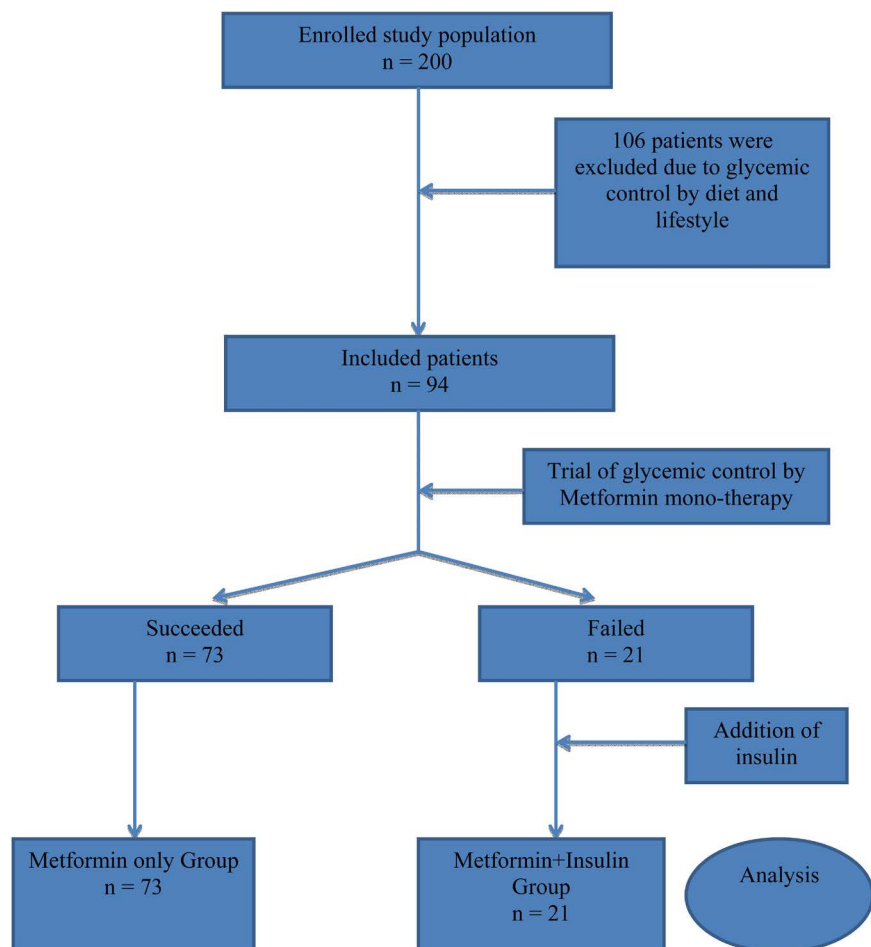 Enrolled study population
n = 200
106 patients were
excluded due to glycemic
control by diet and
lifestyle
Included patients
n = 94
Trial of glycemic control by
Metformin mono-therapy
Succeeded
n = 73
Failed
n = 21
Addition of
insulin
Metformin only Group
n = 73
Metformin+Insulin
Group
n = 21
Analysis